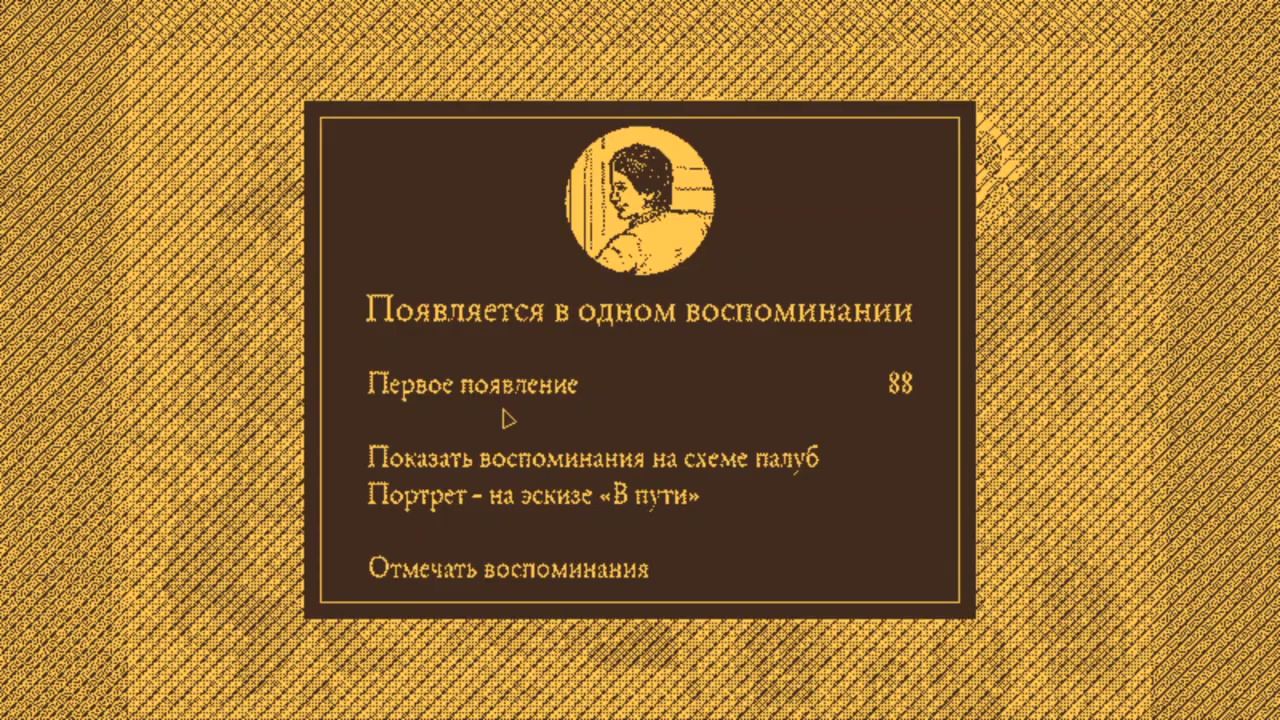 Появляется в одном воспоминании
Первое появление 88
Показать воспоминания на схеме палуб
Портрет - на эскизе «В пути»
Отмечать воспоминания